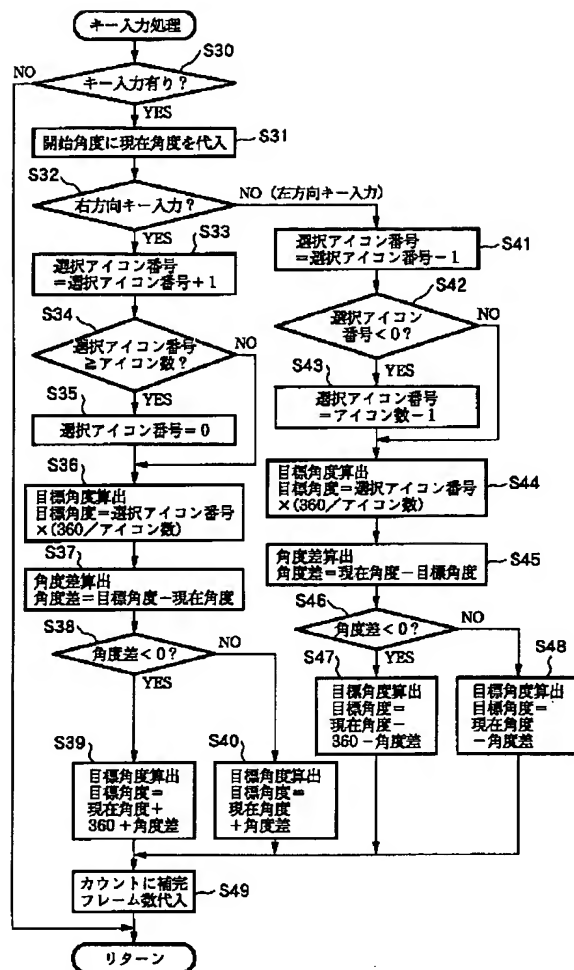 キー入力処理
S30
NO
キー入力有り?
YES
S31
開始角度に現在角度を代入
S32
右方向キー入力?
NO (左方向キー入力)
YES
S33
選択アイコン番号
=選択アイコン番号+1
S34
選択アイコン番号
≧アイコン数?
NO
YES
S35
選択アイコン番号=0
S36
目標角度算出
目標角度=選択アイコン番号
×(360/アイコン数)
S37
角度差算出
角度差=目標角度-現在角度
S38
角度差<0?
NO
YES
S39
目標角度算出
目標角度=
現在角度+
360+角度差
S40
目標角度算出
目標角度=
現在角度
+角度差
選択アイコン番号
=選択アイコン番号-1
S41
S42
選択アイコン
番号<0?
NO
YES
S43
選択アイコン番号
=アイコン数-1
目標角度算出
目標角度=選択アイコン番号
×(360/アイコン数)
S44
角度差算出
角度差=現在角度-目標角度
S45
S46
角度差<0?
NO
YES
S47
目標角度算出
目標角度=
現在角度-
360-角度差
S48
目標角度算出
目標角度=
現在角度
-角度差
カウントに補完
フレーム数代入
S49
リターン